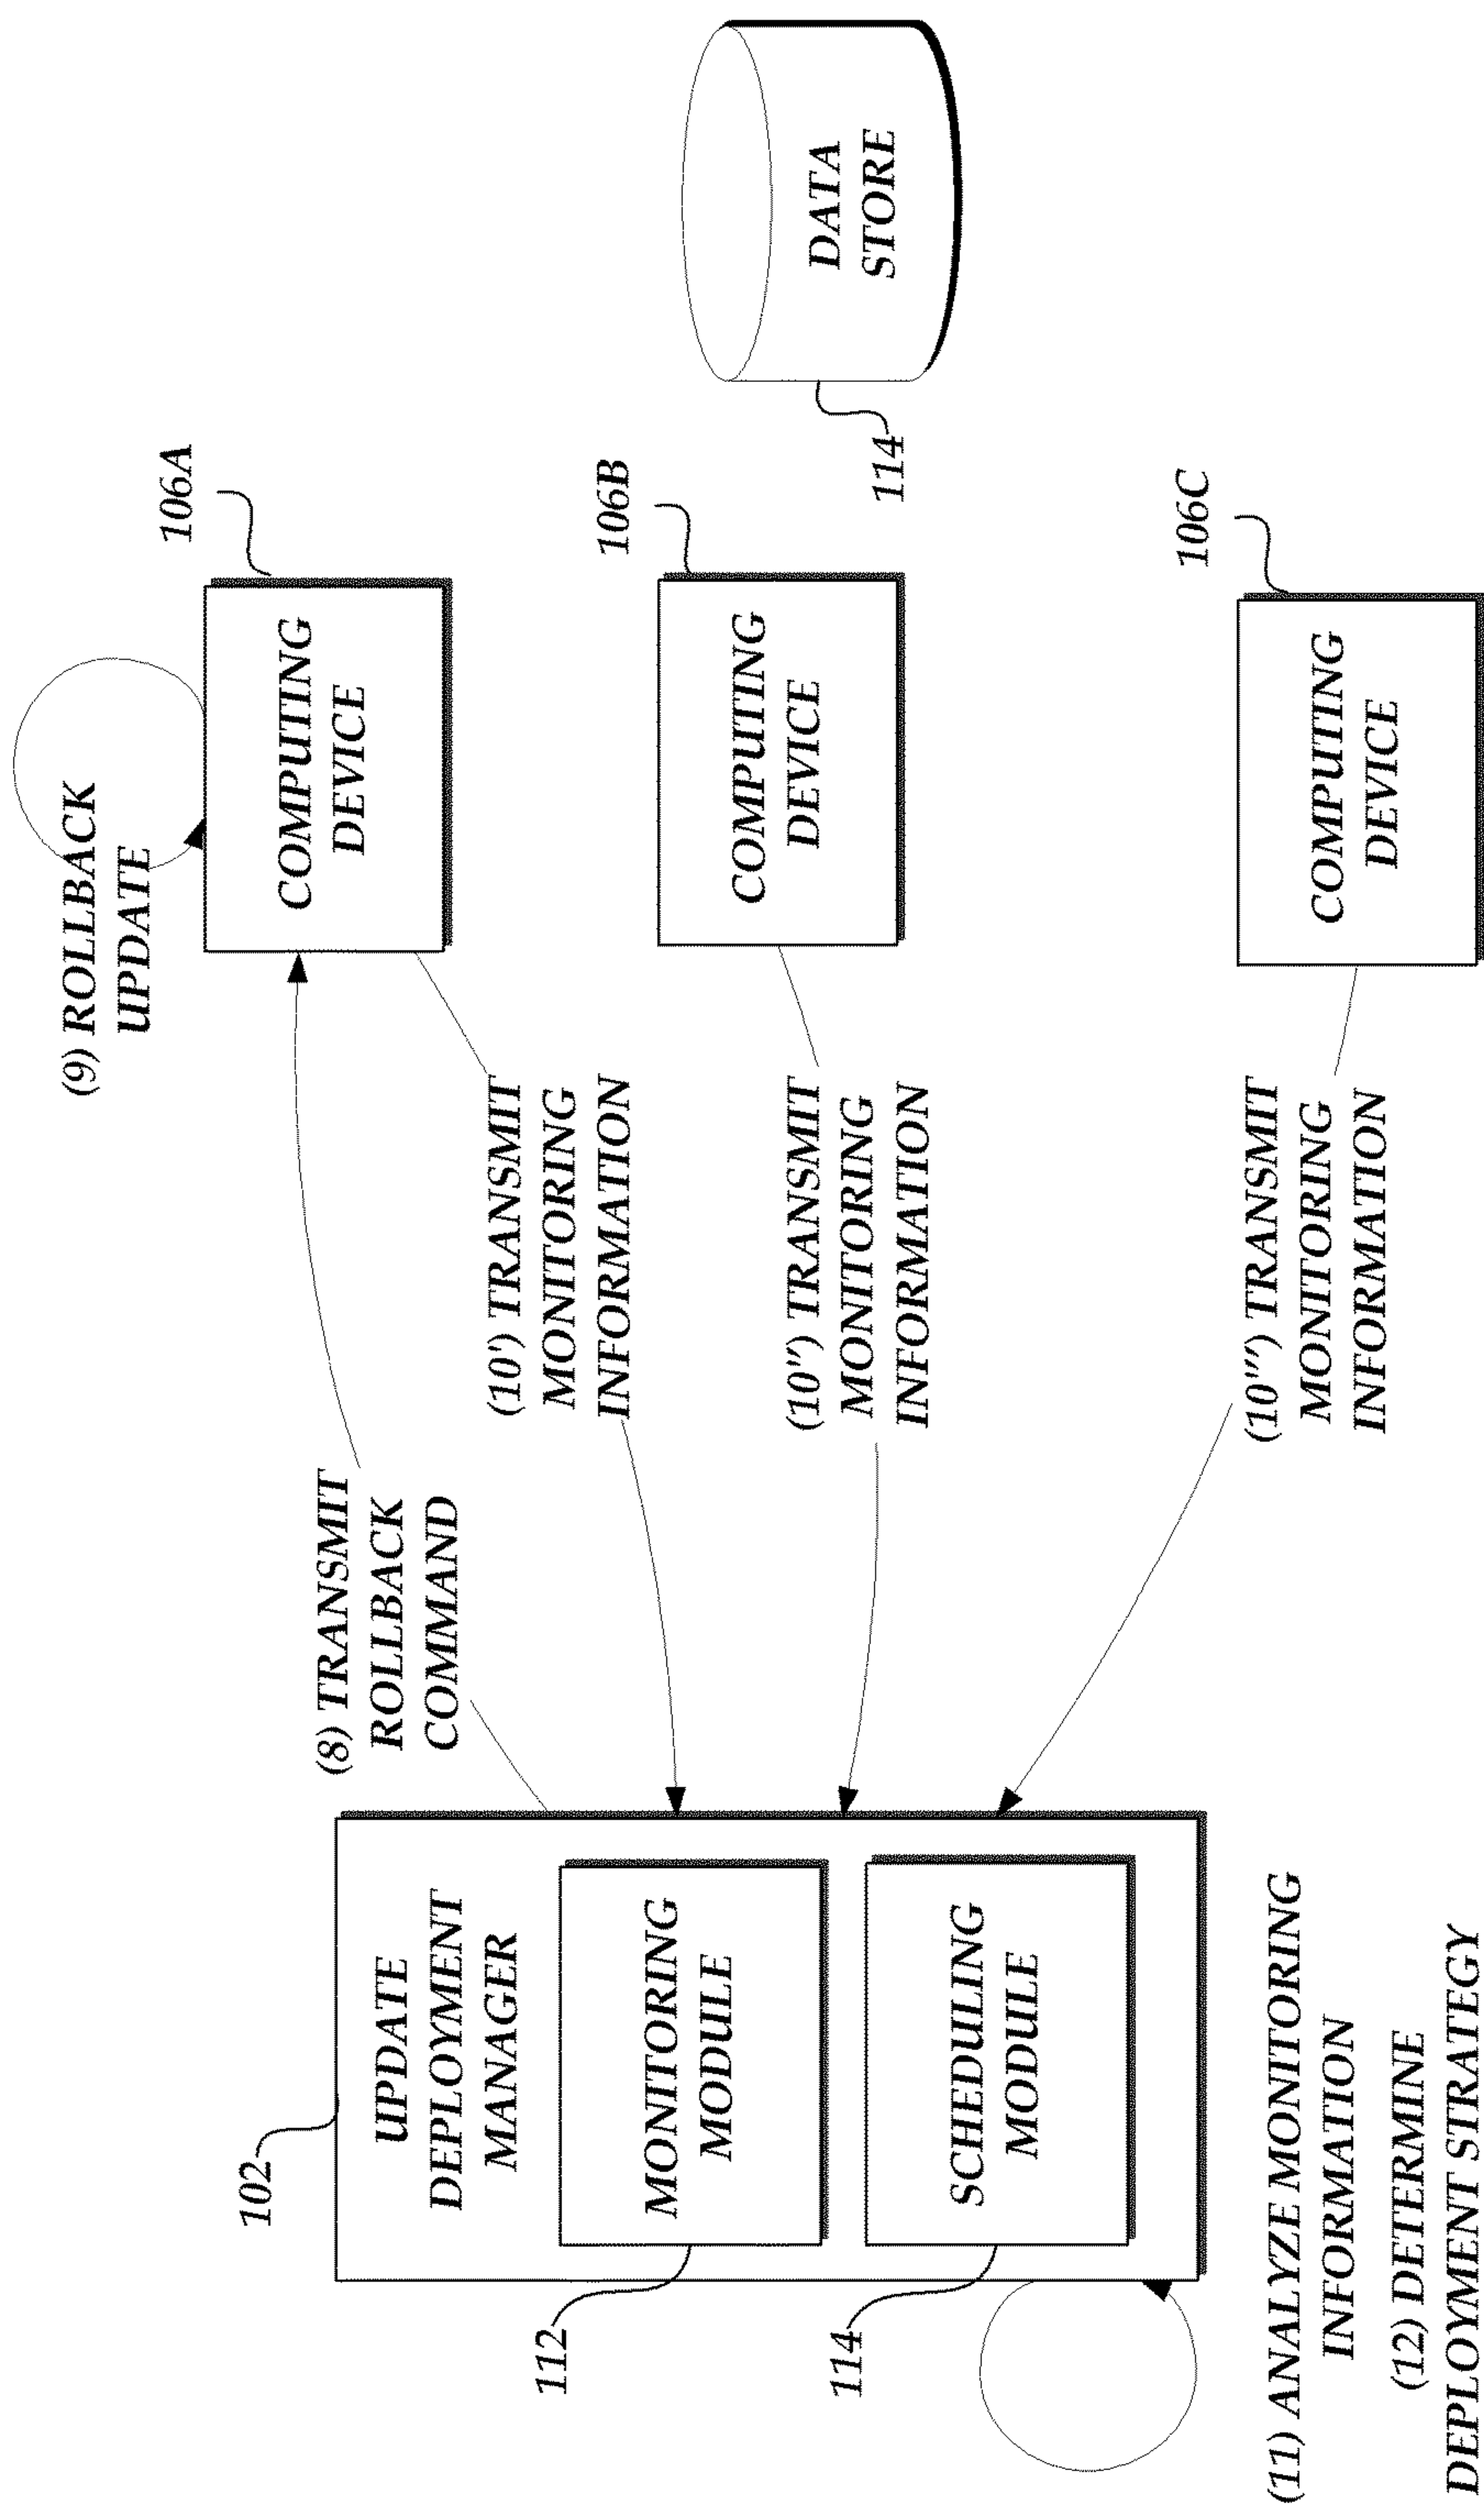 102
UPDATE
DEPLOYMENT
MANAGER
112
MONITORING
MODULE
114
SCHEDULING
MODULE
(11) ANALYZE MONITORING
INFORMATION
(12) DETERMINE
DEPLOYMENT STRATEGY
(8) TRANSMIT
ROLLBACK
COMMAND
(9) ROLLBACK
UPDATE
(10') TRANSMIT
MONITORING
INFORMATION
(10'') TRANSMIT
MONITORING
INFORMATION
(10''') TRANSMIT
MONITORING
INFORMATION
106A
COMPUTING
DEVICE
106B
COMPUTING
DEVICE
106C
COMPUTING
DEVICE
114
DATA
STORE